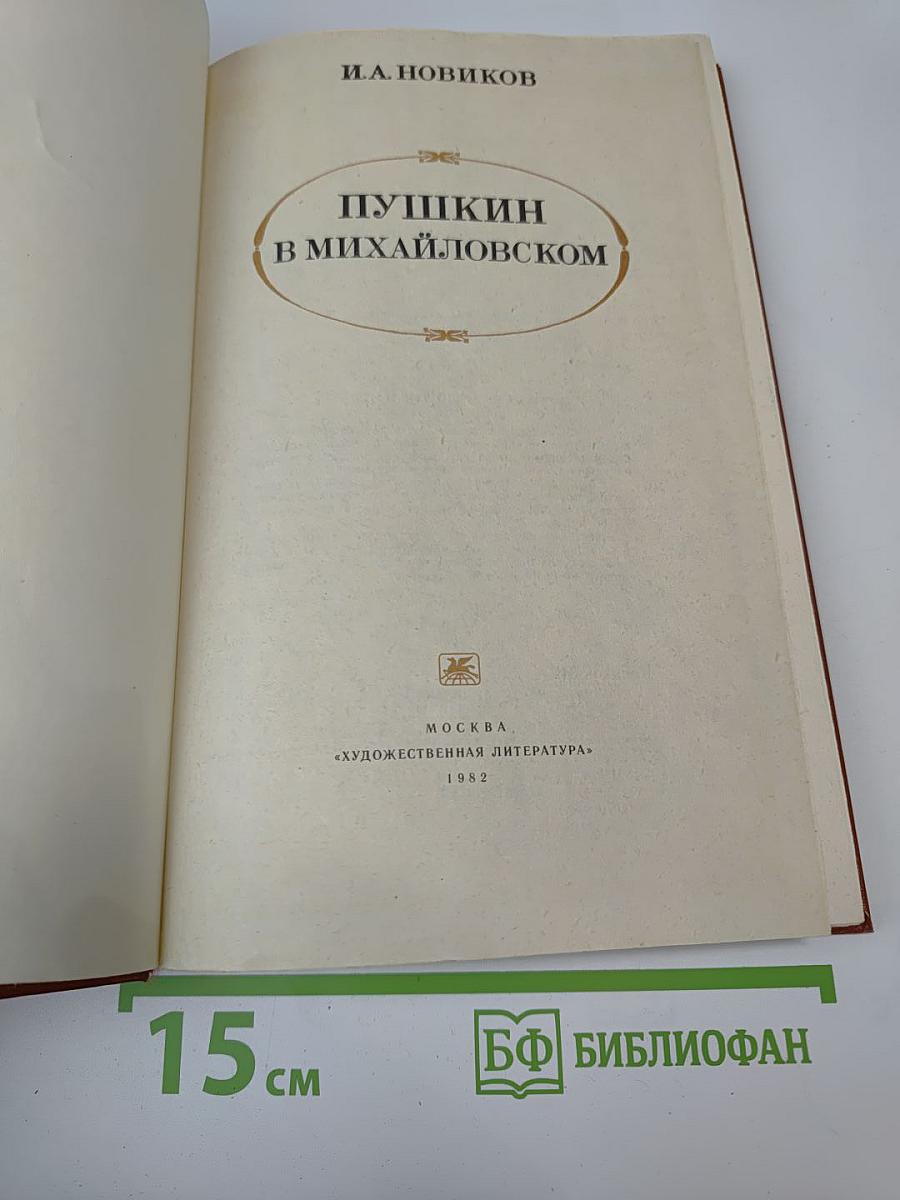 И.А. НОВИКОВ
ПУШКИН
В МИХАЙЛОВСКОМ
МОСКВА
«ХУДОЖЕСТВЕННАЯ ЛИТЕРАТУРА»
1982
15 см
БФ БИБЛИОФАН